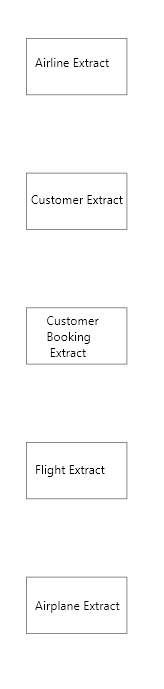 Airline Extract
Customer Extract
Customer
Booking
Extract
Flight Extract
Airplane Extract